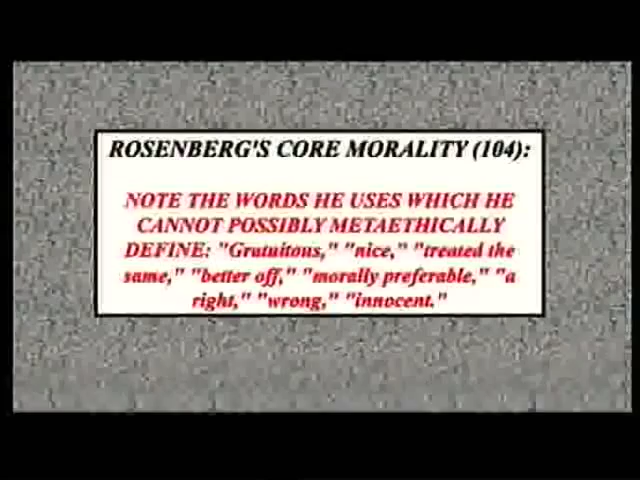 ROSENBERG'S CORE MORALITY (104):
NOTE THE WORDS HE USES WHICH HE
CANNOT POSSIBLY METAETHICALLY
DEFINE: "Gratuitous," "nice," "treated the
same," "better off," "morally preferable," "a
right," "wrong," "innocent."